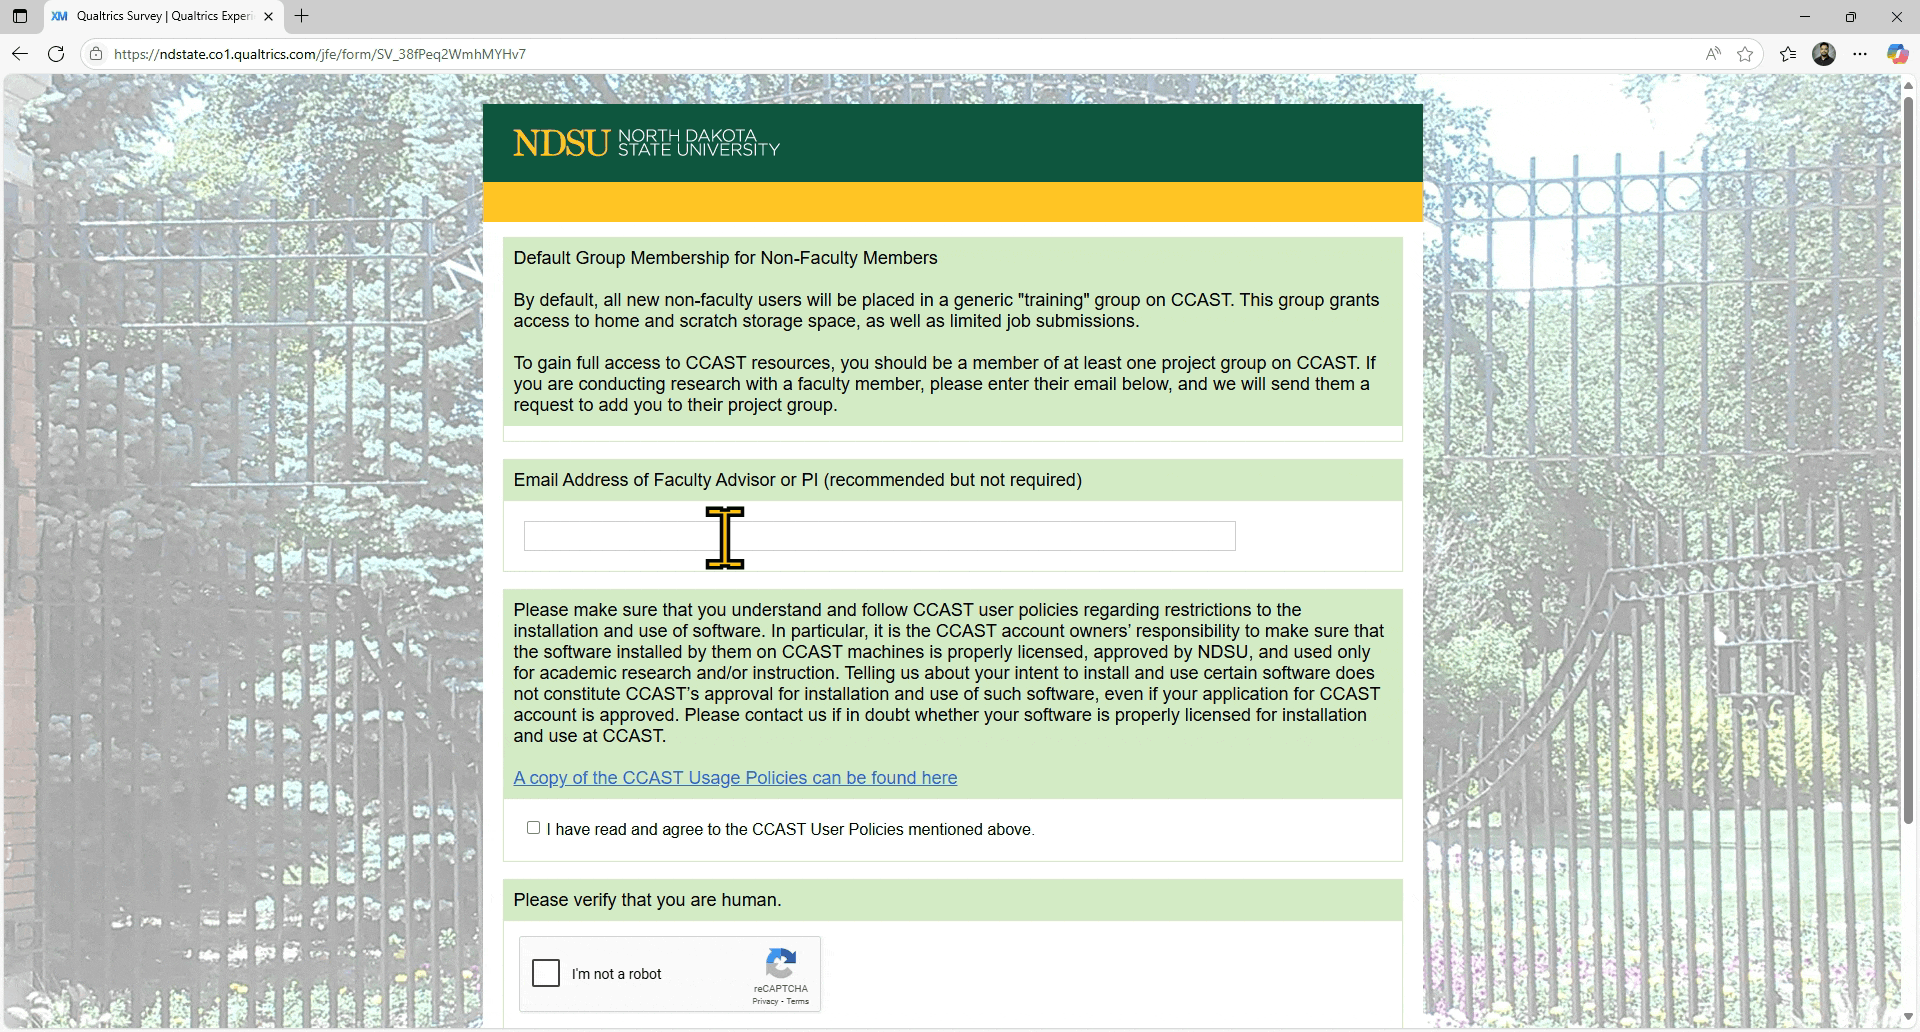 Qualtrics Survey | Qualtrics Experi
https://ndstate.co1.qualtrics.com/jfe/form/SV_38fPeq2WmhMYHv7
NDSU NORTH DAKOTA
STATE UNIVERSITY
Default Group Membership for Non-Faculty Members
By default, all new non-faculty users will be placed in a generic "training" group on CCAST. This group grants
access to home and scratch storage space, as well as limited job submissions.
To gain full access to CCAST resources, you should be a member of at least one project group on CCAST. If
you are conducting research with a faculty member, please enter their email below, and we will send them a
request to add you to their project group.
Email Address of Faculty Advisor or PI (recommended but not required)
Please make sure that you understand and follow CCAST user policies regarding restrictions to the
installation and use of software. In particular, it is the CCAST account owners’ responsibility to make sure that
the software installed by them on CCAST machines is properly licensed, approved by NDSU, and used only
for academic research and/or instruction. Telling us about your intent to install and use certain software does
not constitute CCAST’s approval for installation and use of such software, even if your application for CCAST
account is approved. Please contact us if in doubt whether your software is properly licensed for installation
and use at CCAST.
A copy of the CCAST Usage Policies can be found here
I have read and agree to the CCAST User Policies mentioned above.
Please verify that you are human.
I'm not a robot
reCAPTCHA
Privacy - Terms